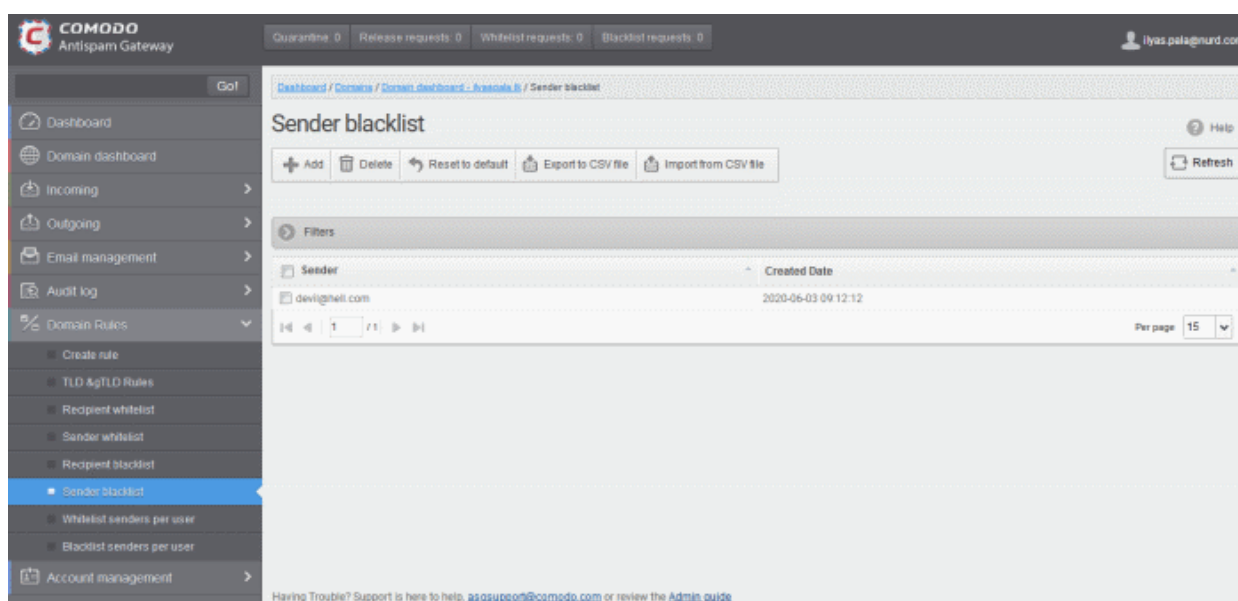 COMODO
Antispam Gateway
Quarantine: 0 Release requests: 0 Whitelist requests: 0 Blacklist requests: 0
ilyas.pala@nurd.com
Go!
Dashboard
Domain dashboard
Incoming
Outgoing
Email management
Audit log
Domain Rules
Create rule
TLD &gTLD Rules
Recipient whitelist
Sender whitelist
Recipient blacklist
Sender blacklist
Whitelist senders per user
Blacklist senders per user
Account management
Dashboard / Domains / Domain dashboard - / Sender blacklist
Sender blacklist
Help
Add Delete Reset to default Export to CSV file Import from CSV file
Refresh
Filters
Sender Created Date
devil@hell.com 2020-06-03 09:12:12
1 / 1
Per page 15
Having Trouble? Support is here to help, asgsupport@comodo.com or review the Admin guide